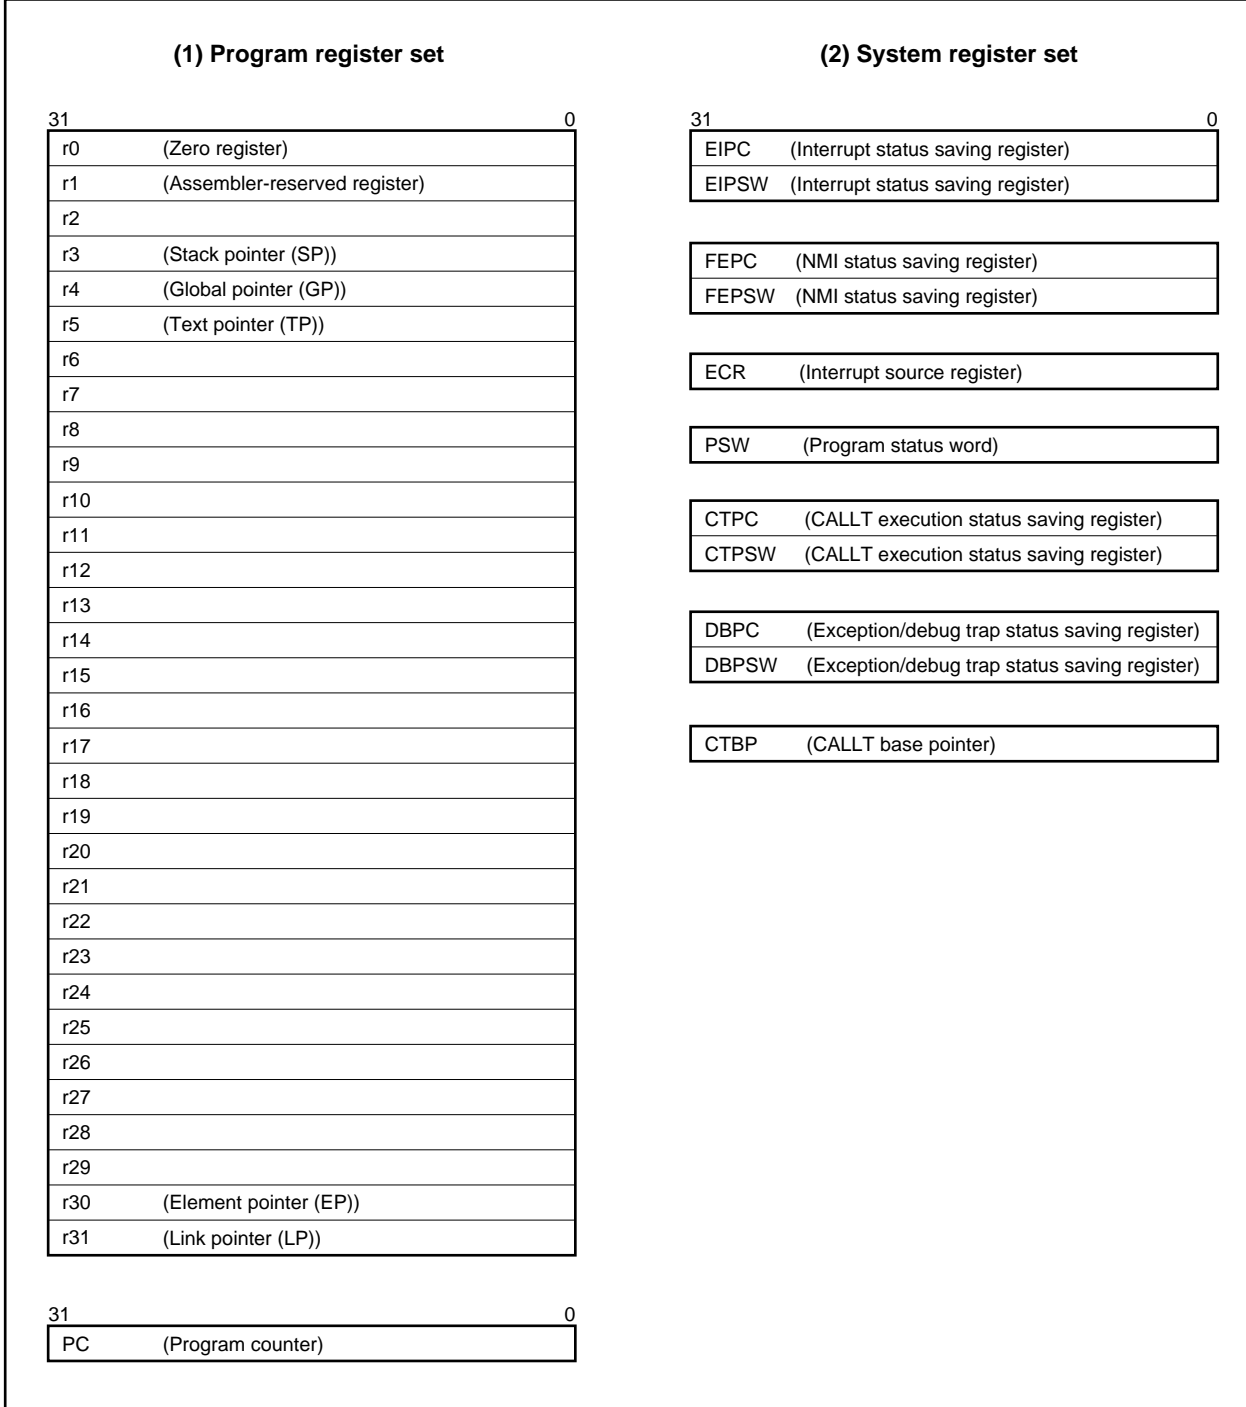 (1) Program register set
31 0
r0 (Zero register)
r1 (Assembler-reserved register)
r2
r3 (Stack pointer (SP))
r4 (Global pointer (GP))
r5 (Text pointer (TP))
r6
r7
r8
r9
r10
r11
r12
r13
r14
r15
r16
r17
r18
r19
r20
r21
r22
r23
r24
r25
r26
r27
r28
r29
r30 (Element pointer (EP))
r31 (Link pointer (LP))
31 0
PC (Program counter)
(2) System register set
31 0
EIPC (Interrupt status saving register)
EIPSW (Interrupt status saving register)
FEPC (NMI status saving register)
FEPSW (NMI status saving register)
ECR (Interrupt source register)
PSW (Program status word)
CTPC (CALLT execution status saving register)
CTPSW (CALLT execution status saving register)
DBPC (Exception/debug trap status saving register)
DBPSW (Exception/debug trap status saving register)
CTBP (CALLT base pointer)